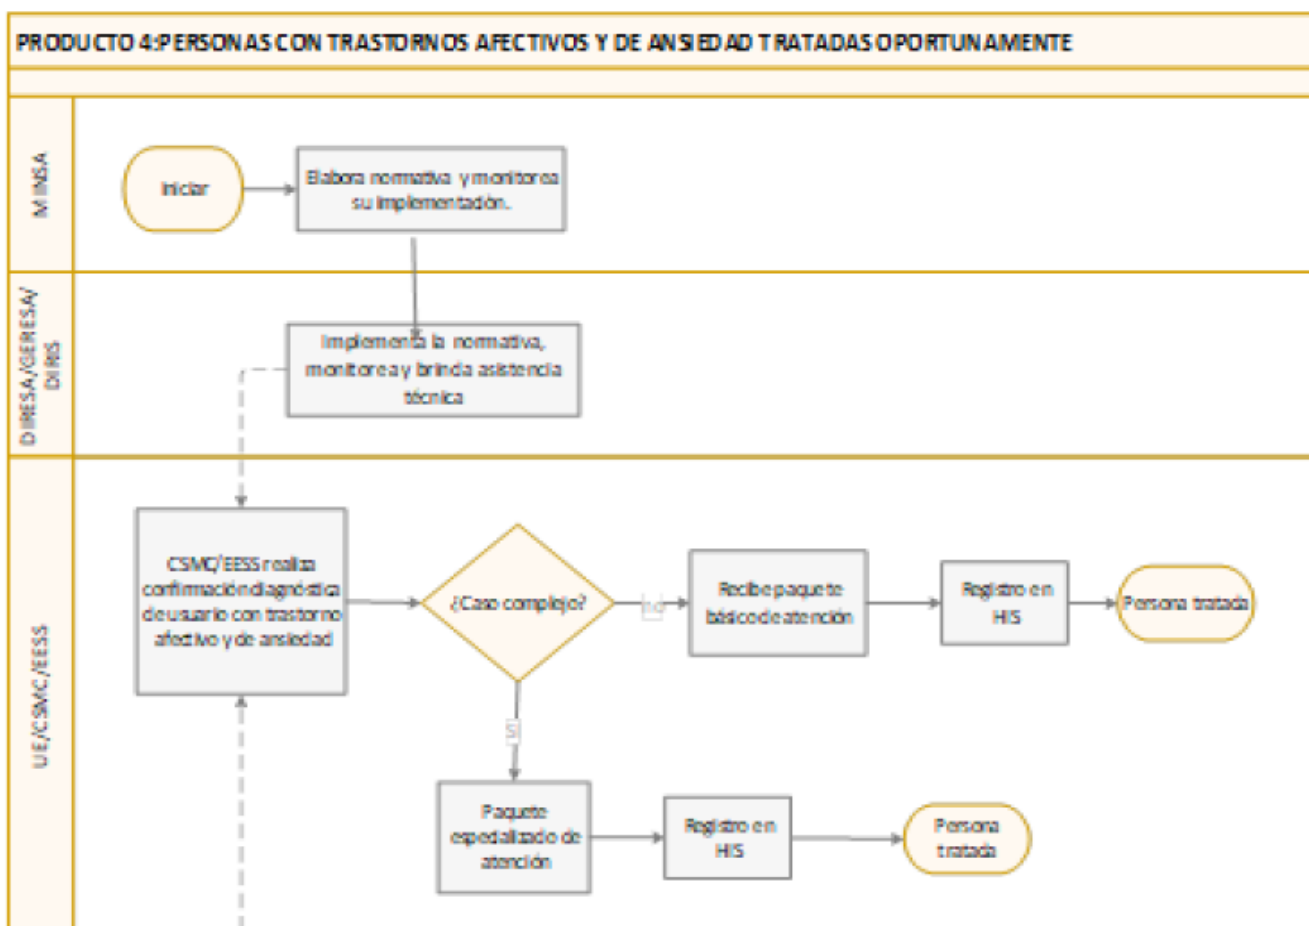 PRODUCTO 4:PERSONAS CON TRASTORNOS AFECTIVOS Y DE ANSIEDAD TRATADAS OPORTUNAMENTE
MINSA
Iniciar
Elabora normativa y monitorea
su implementación.
DIRESA/GERESA/
DIRIS
Implementa la normativa,
monitorea y brinda asistencia
técnica
UE/CSMC/EESS
CSMC/EESS realiza
confirmación diagnóstica
de usuario con trastorno
afectivo y de ansiedad
¿Caso complejo?
no
Recibe paquete
básico de atención
Registro en
HIS
Persona tratada
Si
Paquete
especializado de
atención
Registro en
HIS
Persona
tratada